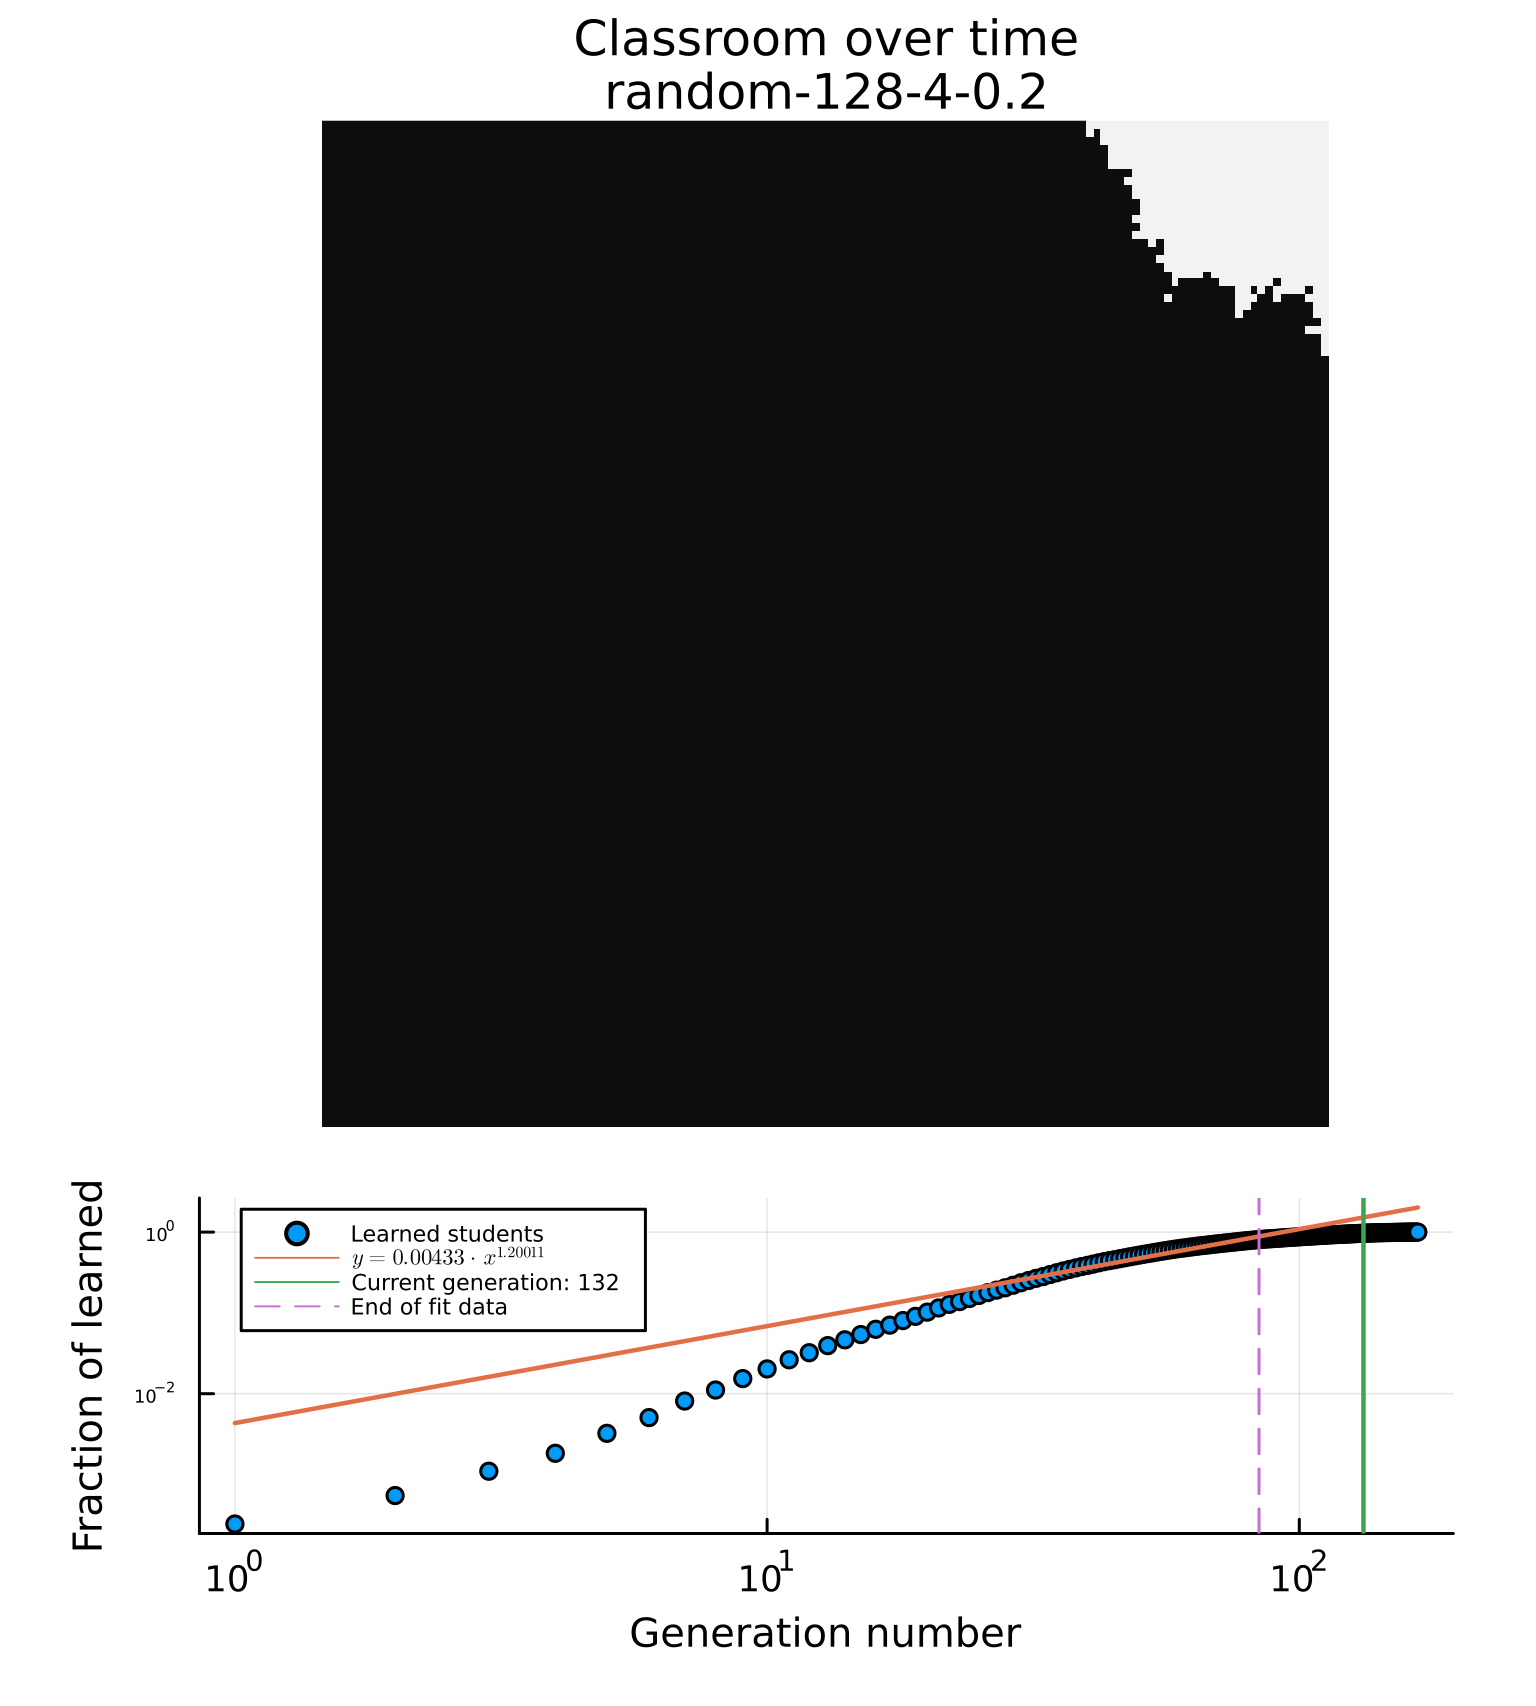 Classroom over time
random-128-4-0.2
Fraction of learned
10^0
10^−2
Learned students
y = 0.00433 · x^1.20011
Current generation: 132
End of fit data
10^0
10^1
10^2
Generation number